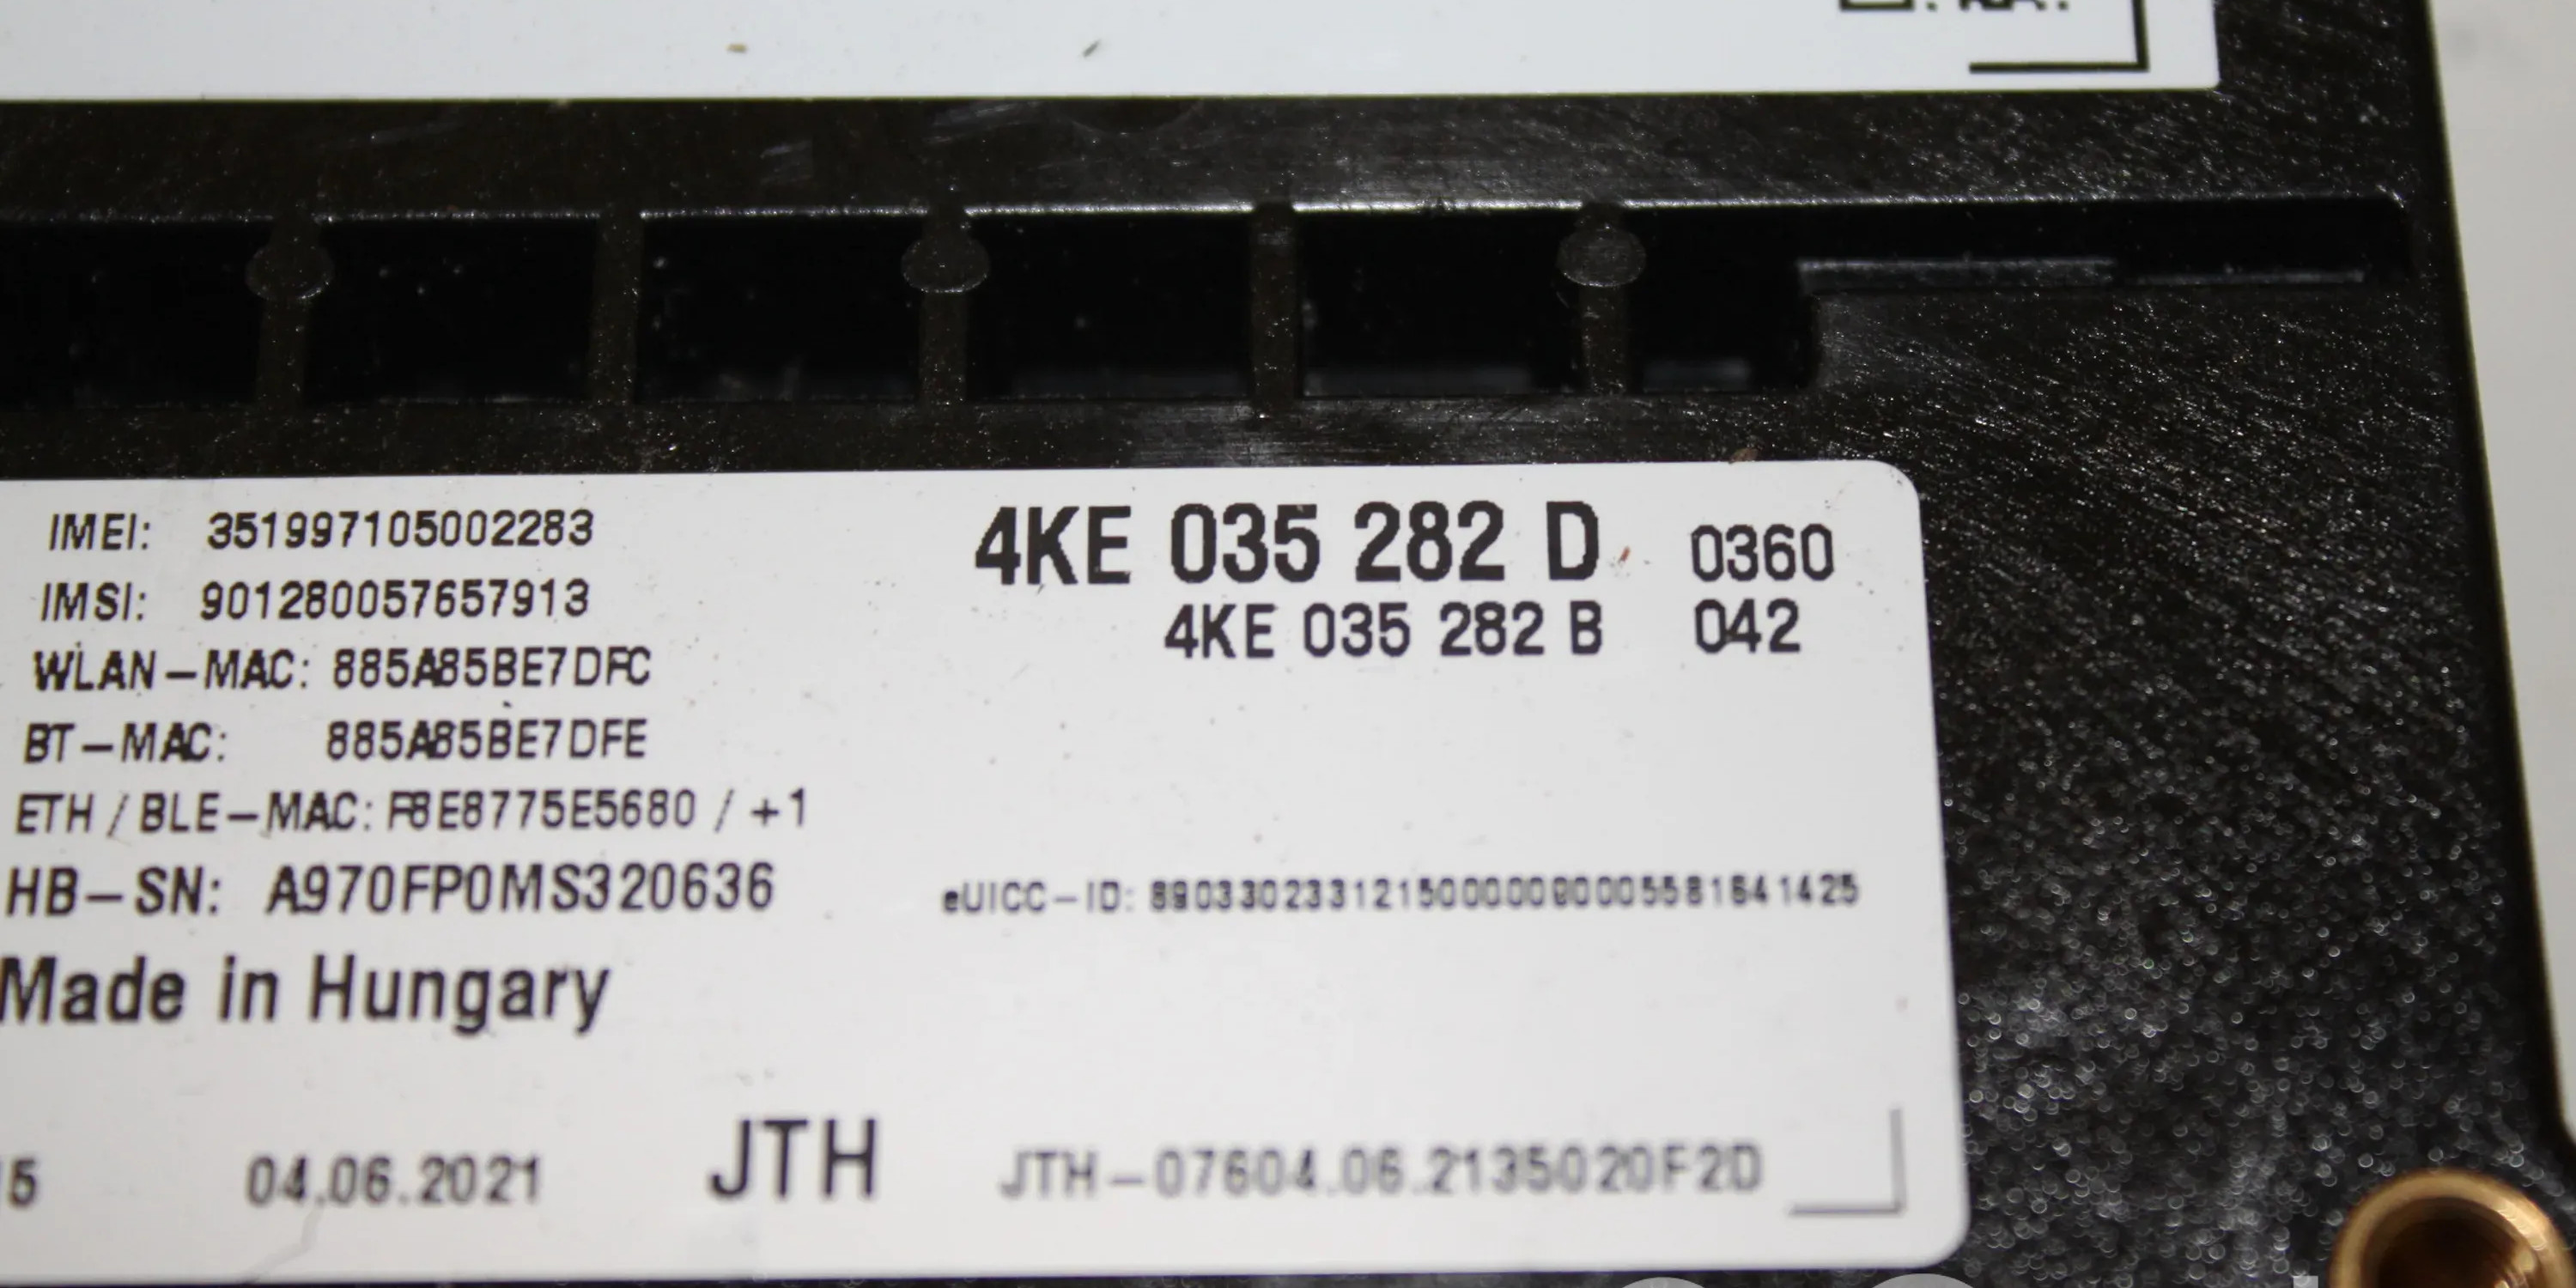 IMEI: 351997105002283
IMSI: 901280057657913
WLAN-MAC: 885A85BE7DFC
BT-MAC: 885A85BE7DFE
ETH / BLE-MAC: F8E8775E5680 / +1
HB-SN: A970FP0MS320636
Made in Hungary
4KE 035 282 D 0360
4KE 035 282 B 042
eUICC-ID: 89033023312150000000005581641425
04.06.2021 JTH JTH-07604.06.2135020F2D